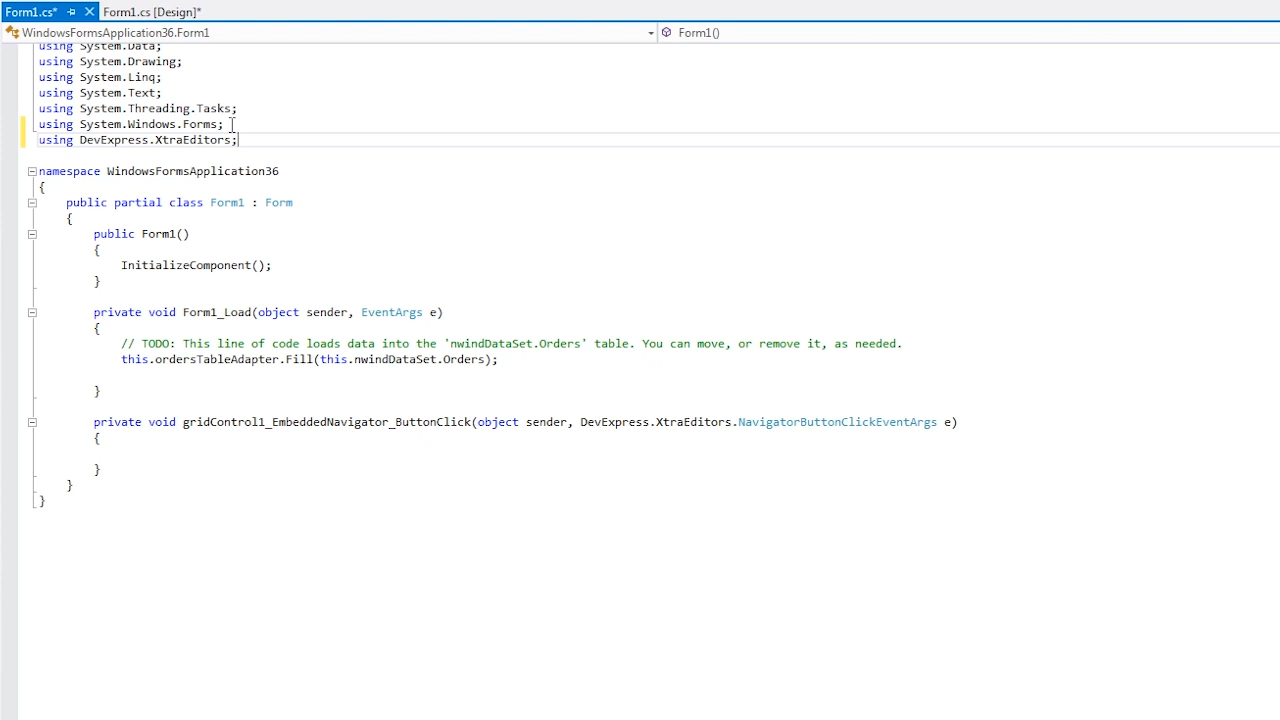 Form1.cs* Form1.cs [Design]*
WindowsFormsApplication36.Form1 Form1()
using System.Data;
using System.Drawing;
using System.Linq;
using System.Text;
using System.Threading.Tasks;
using System.Windows.Forms;
using DevExpress.XtraEditors;
namespace WindowsFormsApplication36
{
public partial class Form1 : Form
{
public Form1()
{
InitializeComponent();
}
private void Form1_Load(object sender, EventArgs e)
{
// TODO: This line of code loads data into the 'nwindDataSet.Orders' table. You can move, or remove it, as needed.
this.ordersTableAdapter.Fill(this.nwindDataSet.Orders);
}
private void gridControl1_EmbeddedNavigator_ButtonClick(object sender, DevExpress.XtraEditors.NavigatorButtonClickEventArgs e)
{
}
}
}